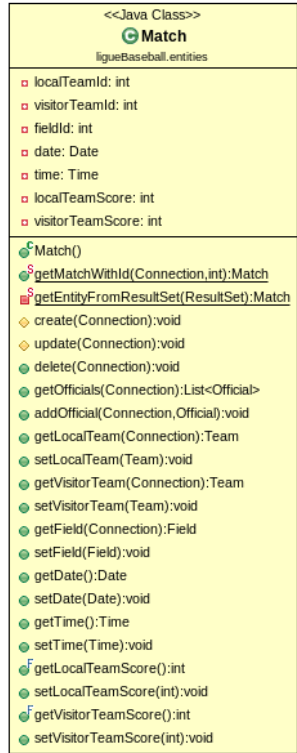 <<Java Class>>
C Match
ligueBaseball.entities
localTeamId: int
visitorTeamId: int
fieldId: int
date: Date
time: Time
localTeamScore: int
visitorTeamScore: int
C Match()
S getMatchWithId(Connection,int):Match
S getEntityFromResultSet(ResultSet):Match
create(Connection):void
update(Connection):void
delete(Connection):void
getOfficials(Connection):List<Official>
addOfficial(Connection,Official):void
getLocalTeam(Connection):Team
setLocalTeam(Team):void
getVisitorTeam(Connection):Team
setVisitorTeam(Team):void
getField(Connection):Field
setField(Field):void
getDate():Date
setDate(Date):void
getTime():Time
setTime(Time):void
F getLocalTeamScore():int
setLocalTeamScore(int):void
F getVisitorTeamScore():int
setVisitorTeamScore(int):void